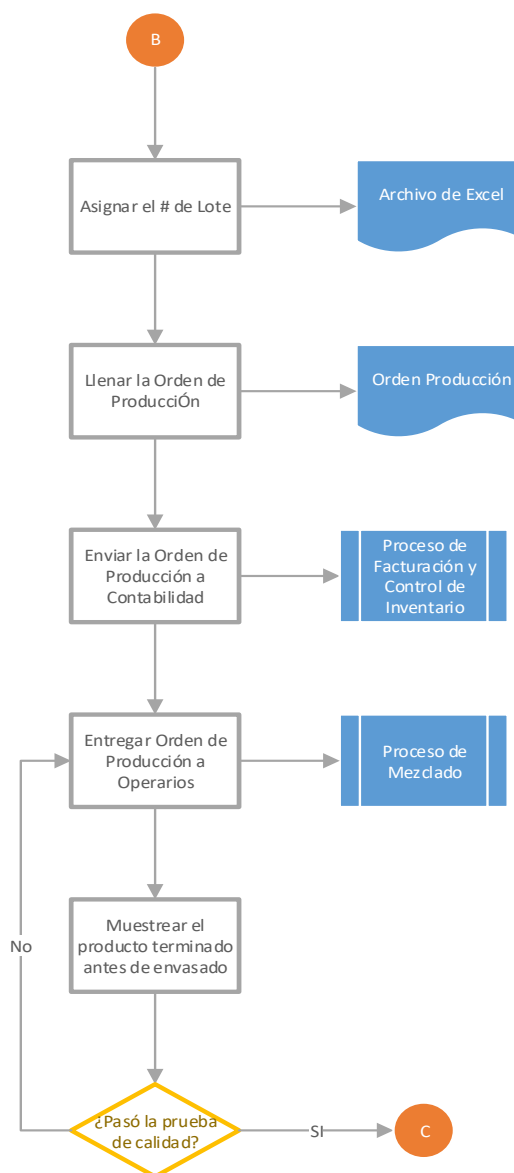 B
Asignar el # de Lote
Archivo de Excel
Llenar la Orden de
ProducciÓn
Orden Producción
Enviar la Orden de
Producción a
Contabilidad
Proceso de
Facturación y
Control de
Inventario
Entregar Orden de
Producción a
Operarios
Proceso de
Mezclado
Muestrear el
producto terminado
antes de envasado
No
¿Pasó la prueba
de calidad?
SI
C